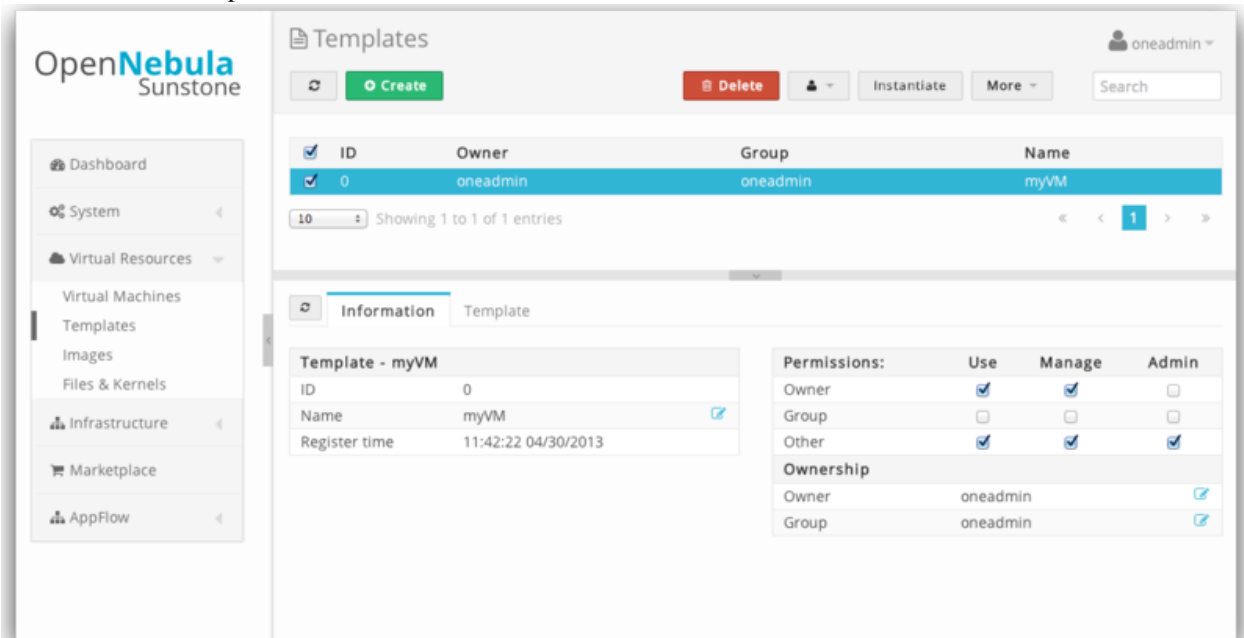 Templates
oneadmin
OpenNebula
Sunstone
Create
Delete
Instantiate
More
Search
ID Owner Group Name
0 oneadmin oneadmin myVM
10 Showing 1 to 1 of 1 entries
« < 1 > »
Dashboard
System
Virtual Resources
Virtual Machines
Templates
Images
Files & Kernels
Infrastructure
Marketplace
AppFlow
Information Template
Template - myVM
ID 0
Name myVM
Register time 11:42:22 04/30/2013
Permissions: Use Manage Admin
Owner
Group
Other
Ownership
Owner oneadmin
Group oneadmin